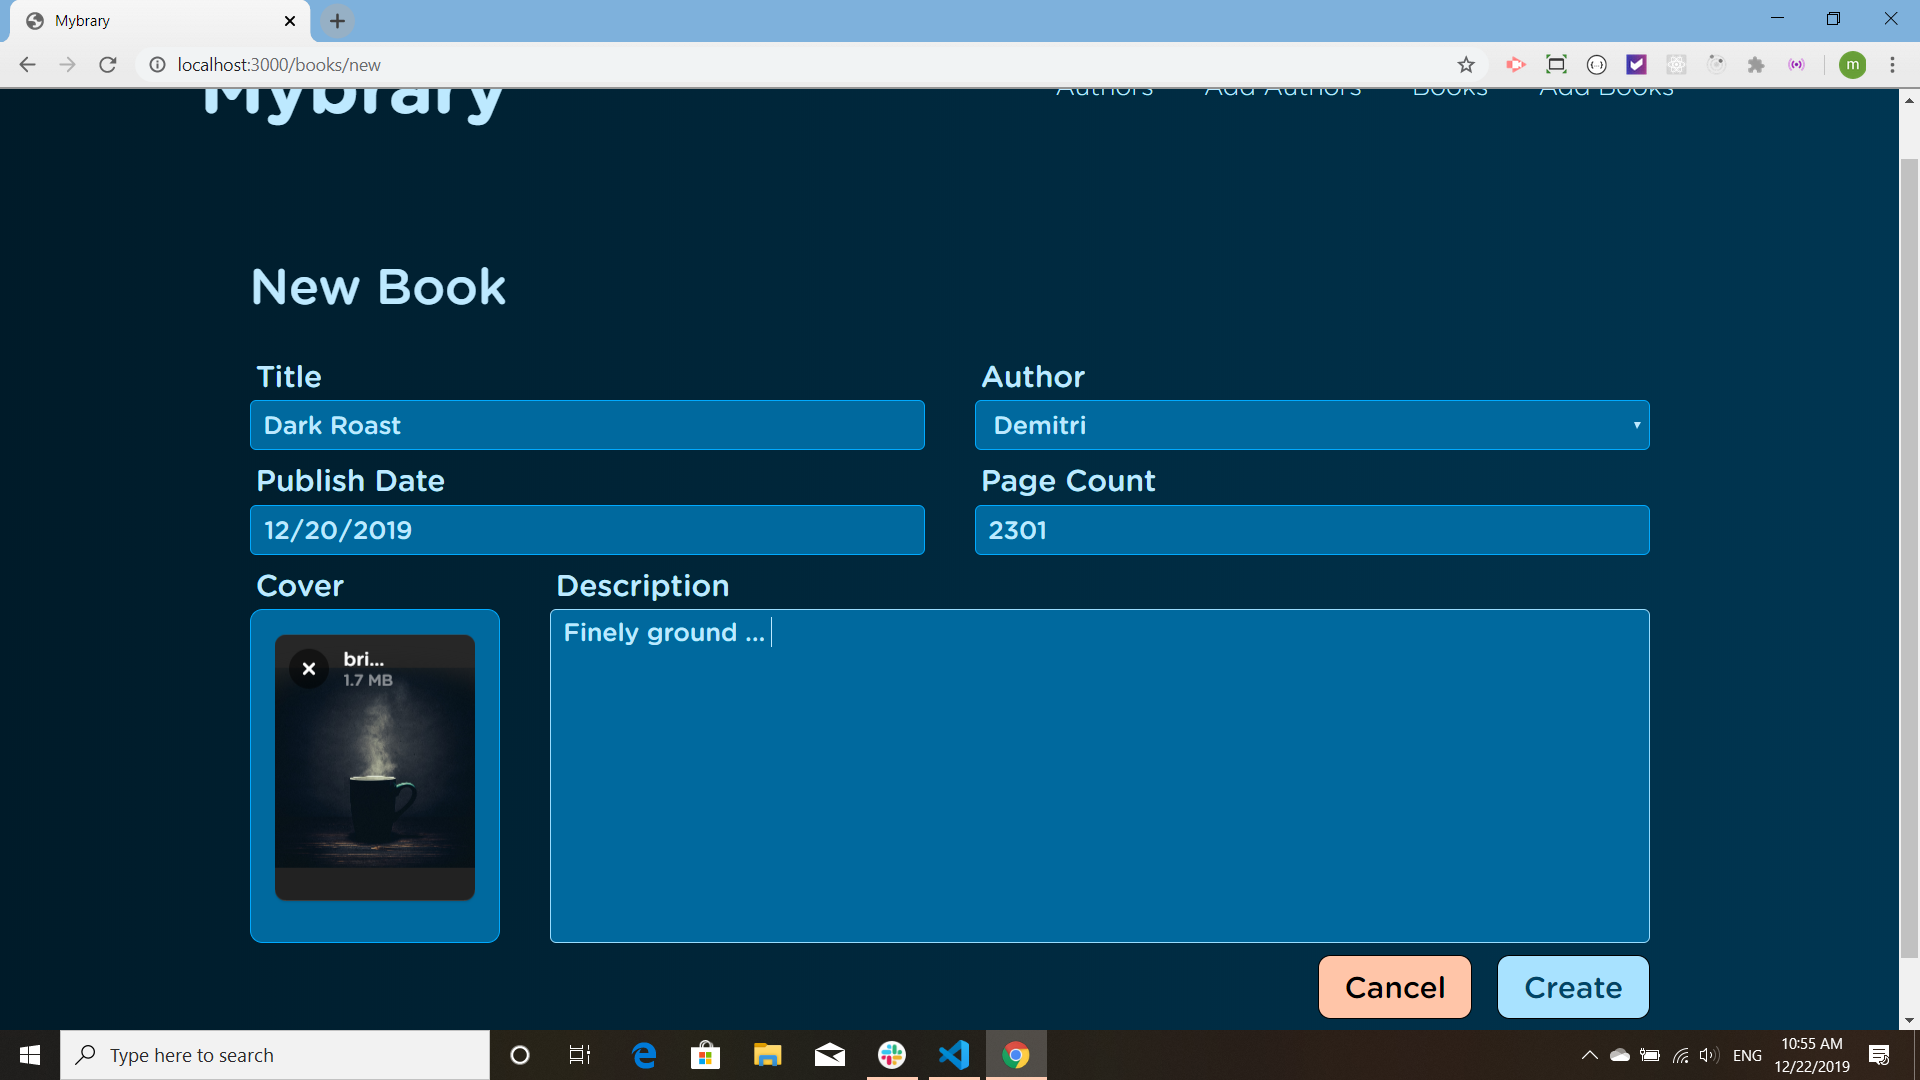 Mybrary
localhost:3000/books/new
m
Mybrary
Authors Add Authors Books Add Books
New Book
Title
Author
Dark Roast
Demitri
Publish Date
Page Count
12/20/2019
2301
Cover
Description
bri...
1.7 MB
Finely ground ...
Cancel
Create
Type here to search
ENG
10:55 AM
12/22/2019